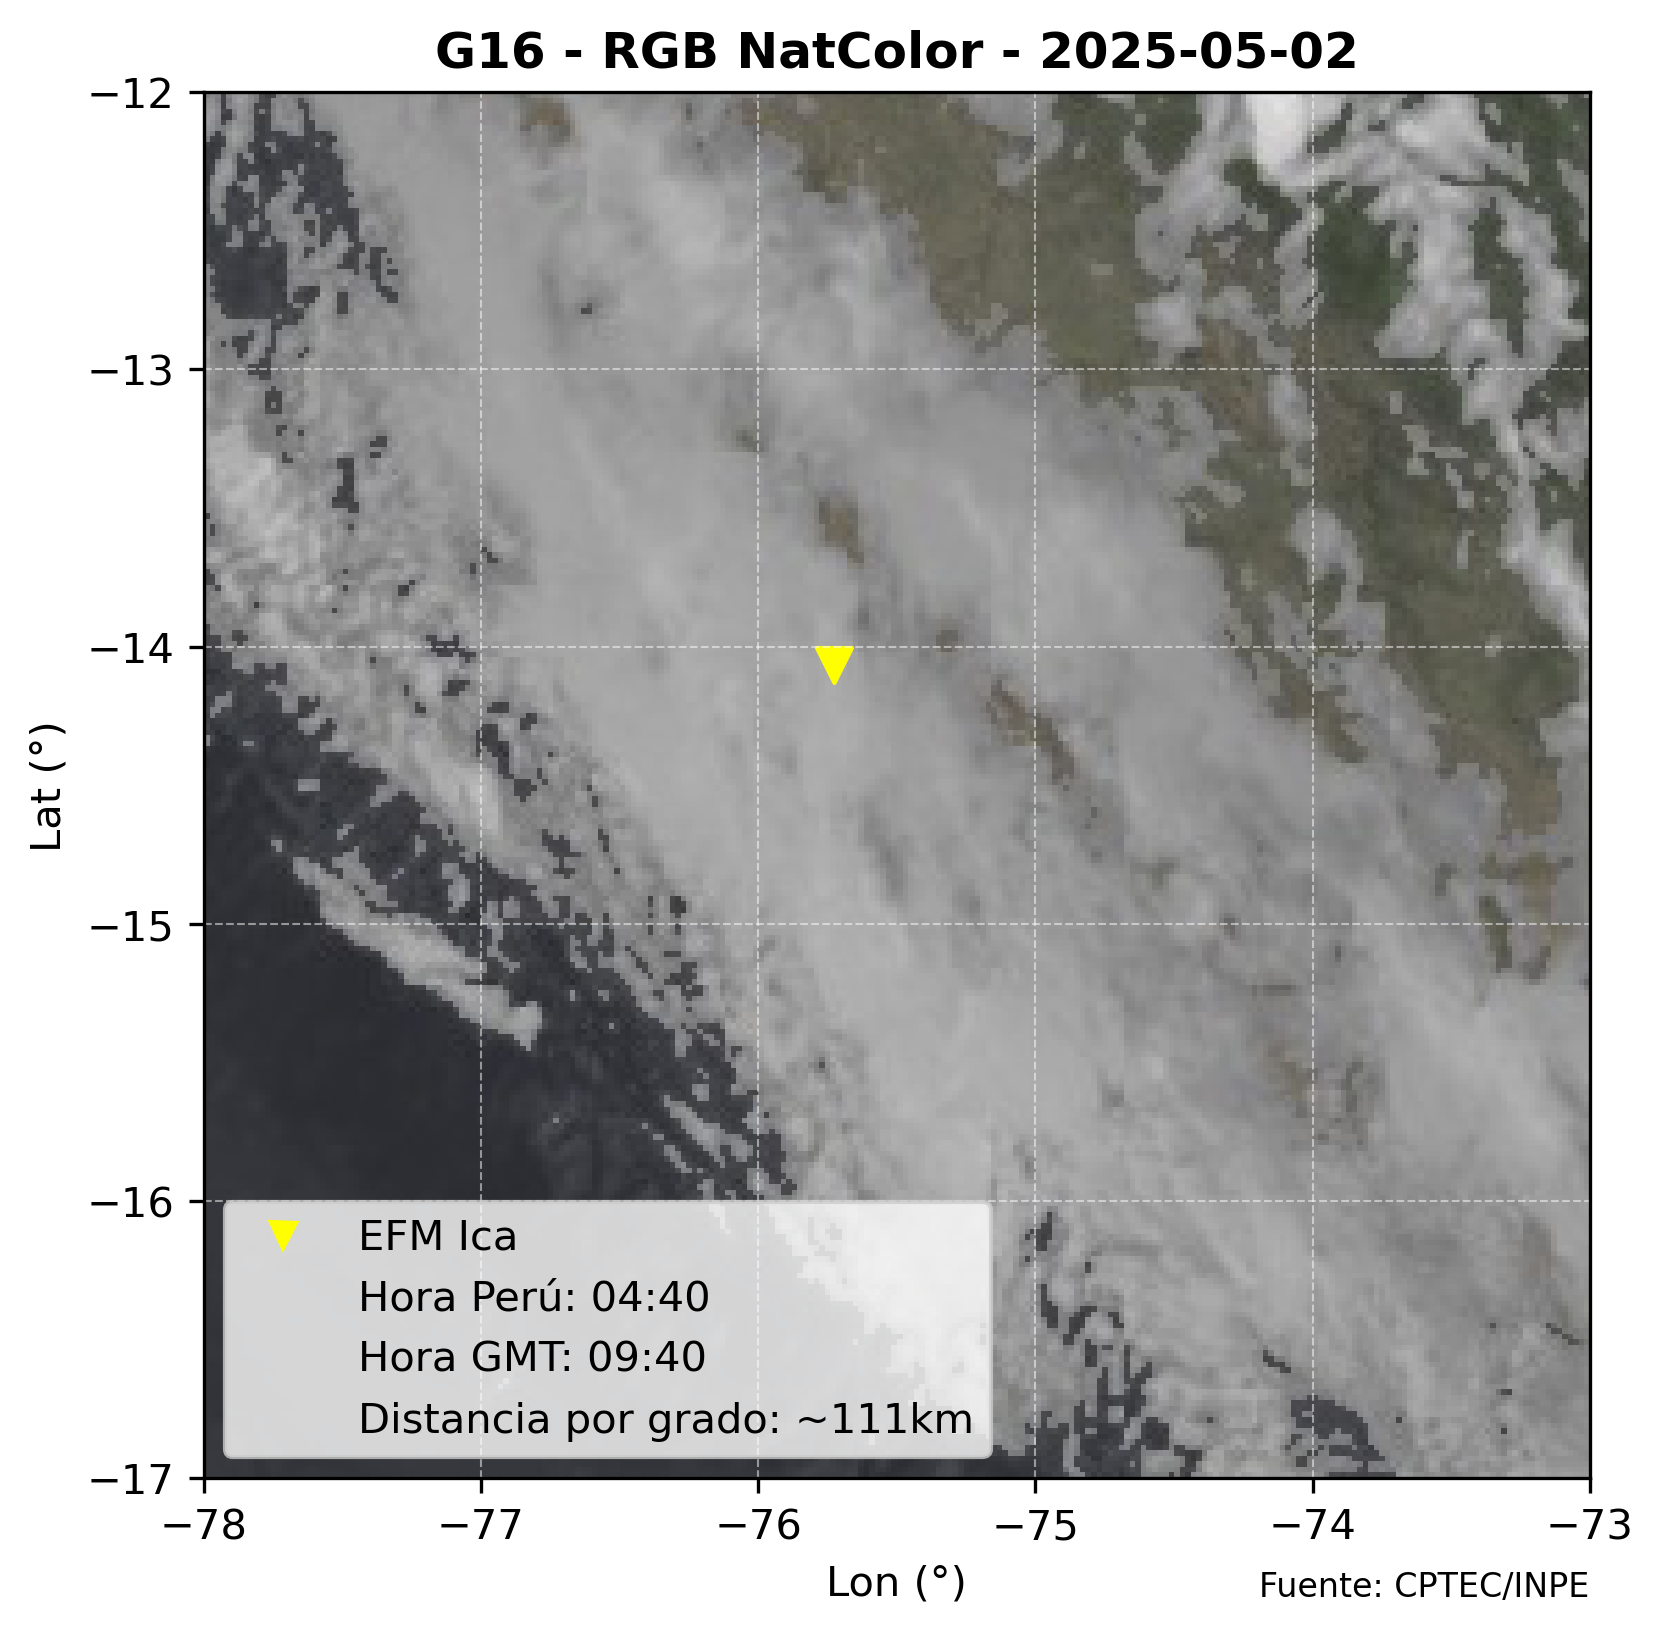 G16 - RGB NatColor - 2025-05-02
−12
−13
−14
−15
−16
−17
Lat (°)
EFM Ica
Hora Perú: 04:40
Hora GMT: 09:40
Distancia por grado: ~111km
−78 −77 −76 −75 −74 −73
Lon (°)
Fuente: CPTEC/INPE